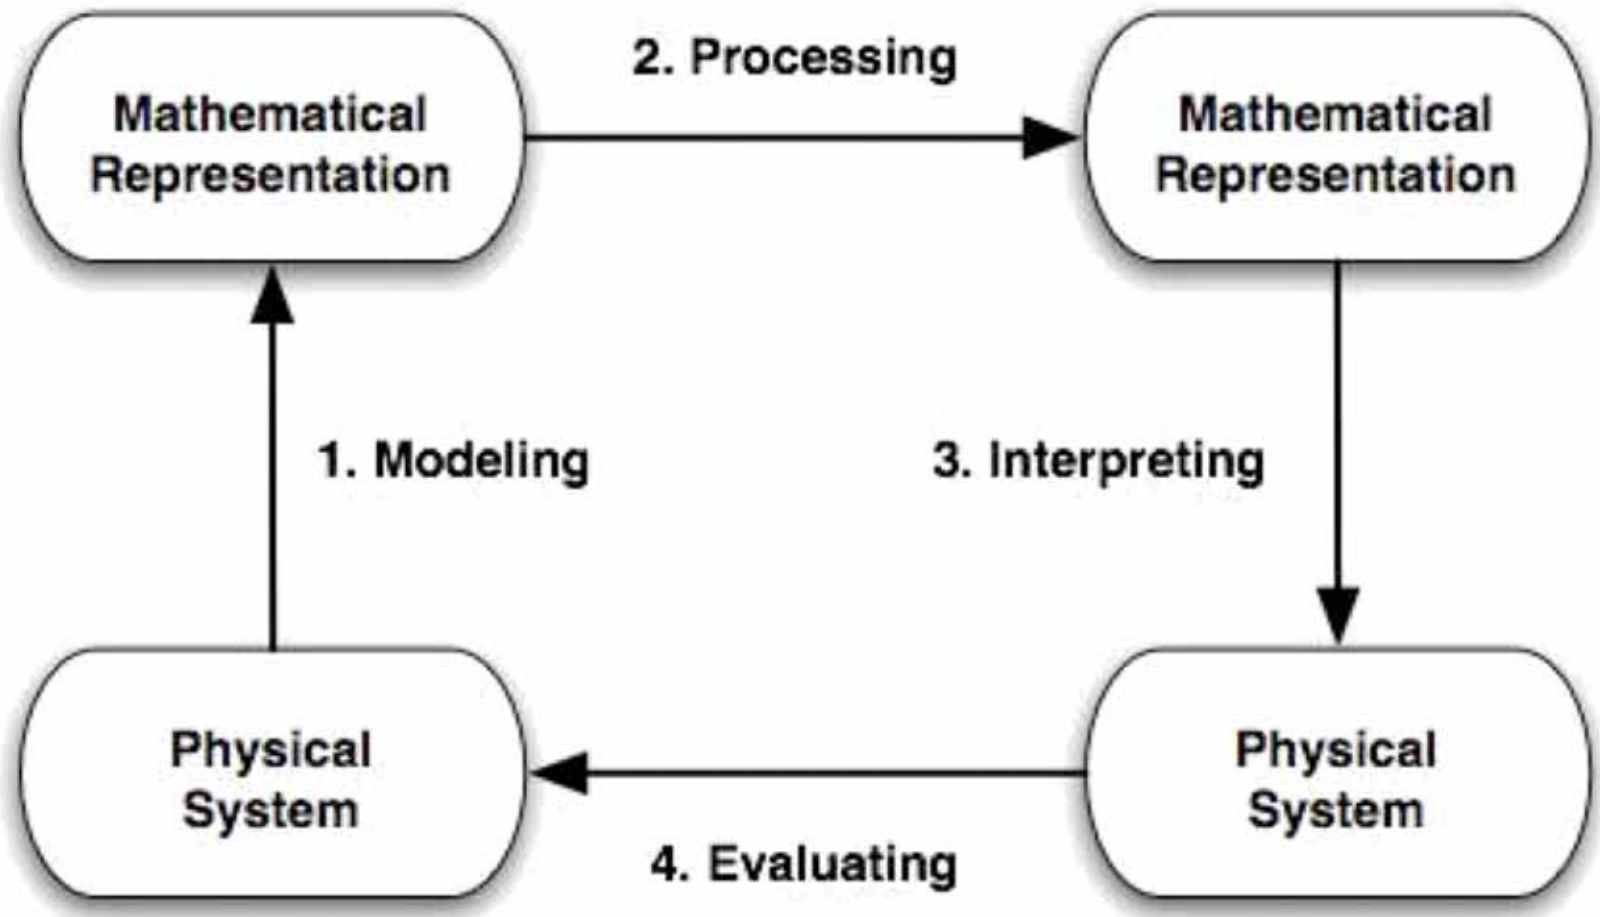 2. Processing
Mathematical
Representation
Mathematical
Representation
1. Modeling
3. Interpreting
Physical
System
Physical
System
4. Evaluating